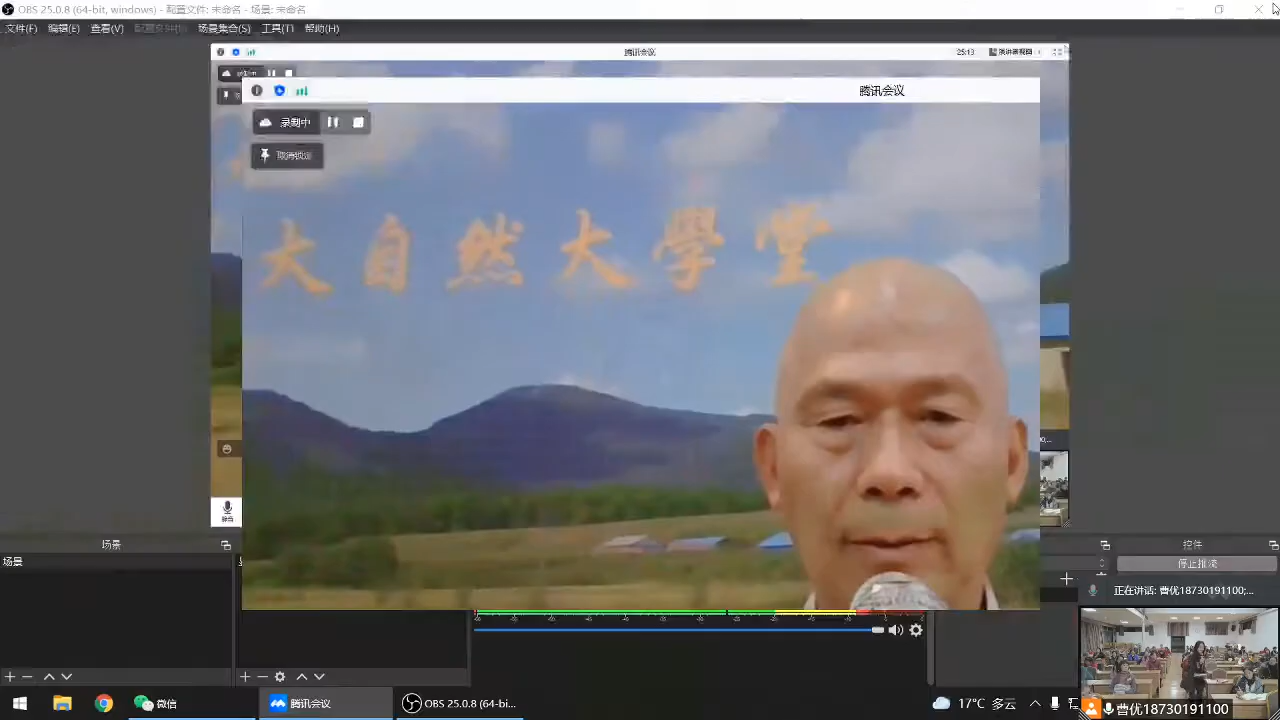 OBS 25.0.8 (64-bit, windows) - 配置文件: 未命名 - 场景: 未命名
文件(F) 编辑(E) 查看(V) 配置文件(P) 场景集合(S) 工具(T) 帮助(H)
腾讯会议 25:13 演讲者视图
腾讯会议
录制中
取消锁定
大自然大學堂
场景 控件
场景 停止推流
正在讲话: 曹优18730191100;...
曹优18730191100
微信 腾讯会议 OBS 25.0.8 (64-bi... 17°C 多云